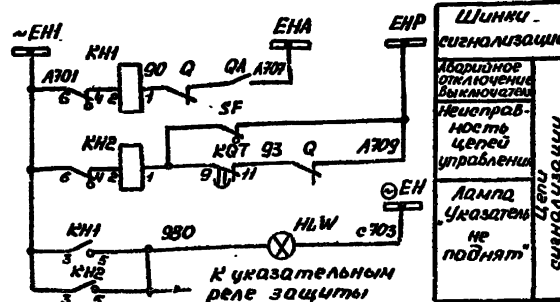 ~ЕН1
ЕНА
ЕНР
КН1
А701
90
Q
QA
А707
6
4
2
1
SF
КН2
КQТ
93
Q
А709
6
4
2
1
9
11
~ ЕН
КН1
980
HLW
с703
3
5
КН2
3
5
К указательным
реле защиты
Шинки
сигнализации
Аварийное
отключение
выключателя
Неисправ-
ность
цепей
управления
Лампа
"Указатель
не
поднят"
Цепи
сигнализации